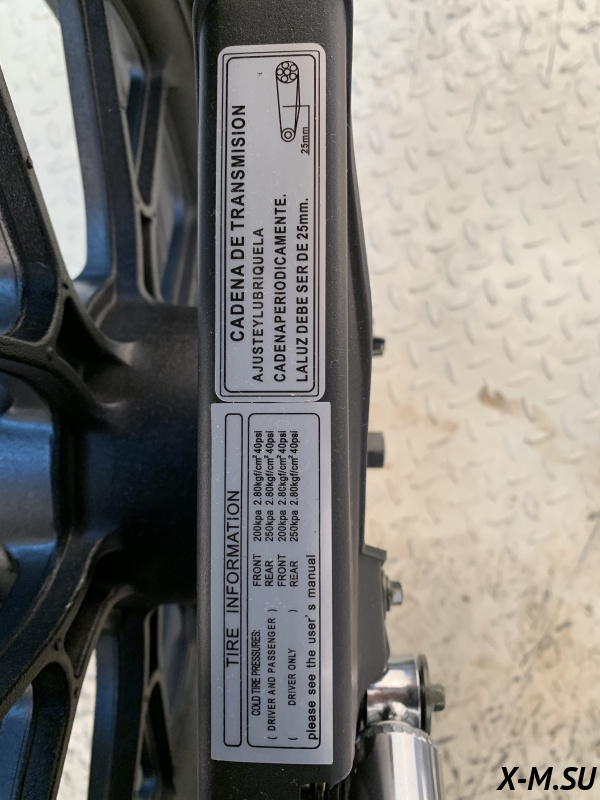 CADENA DE TRANSMISION
AJUSTEYLUBRIQUELA
CADENAPERIODICAMENTE.
LALUZ DEBE SER DE 25mm.
25mm
TIRE INFORMATION
COLD TIRE PRESSURES:
( DRIVER AND PASSENGER ) FRONT 200kpa 2.80kgf/cm² 40psi
REAR 250kpa 2.80kgf/cm² 40psi
( DRIVER ONLY ) FRONT 200kpa 2.80kgf/cm² 40psi
REAR 250kpa 2.80kgf/cm² 40psi
please see the user's manual
X-M.SU